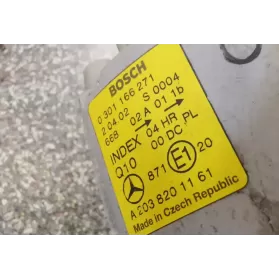 BOSCH
0 301 166 271
2 04 02 S 0004
668 02 A 01 1b
INDEX 04 HR PL
Q10 00 DC
871 E1 20
A 203 820 11 61
Made in Czech Republic